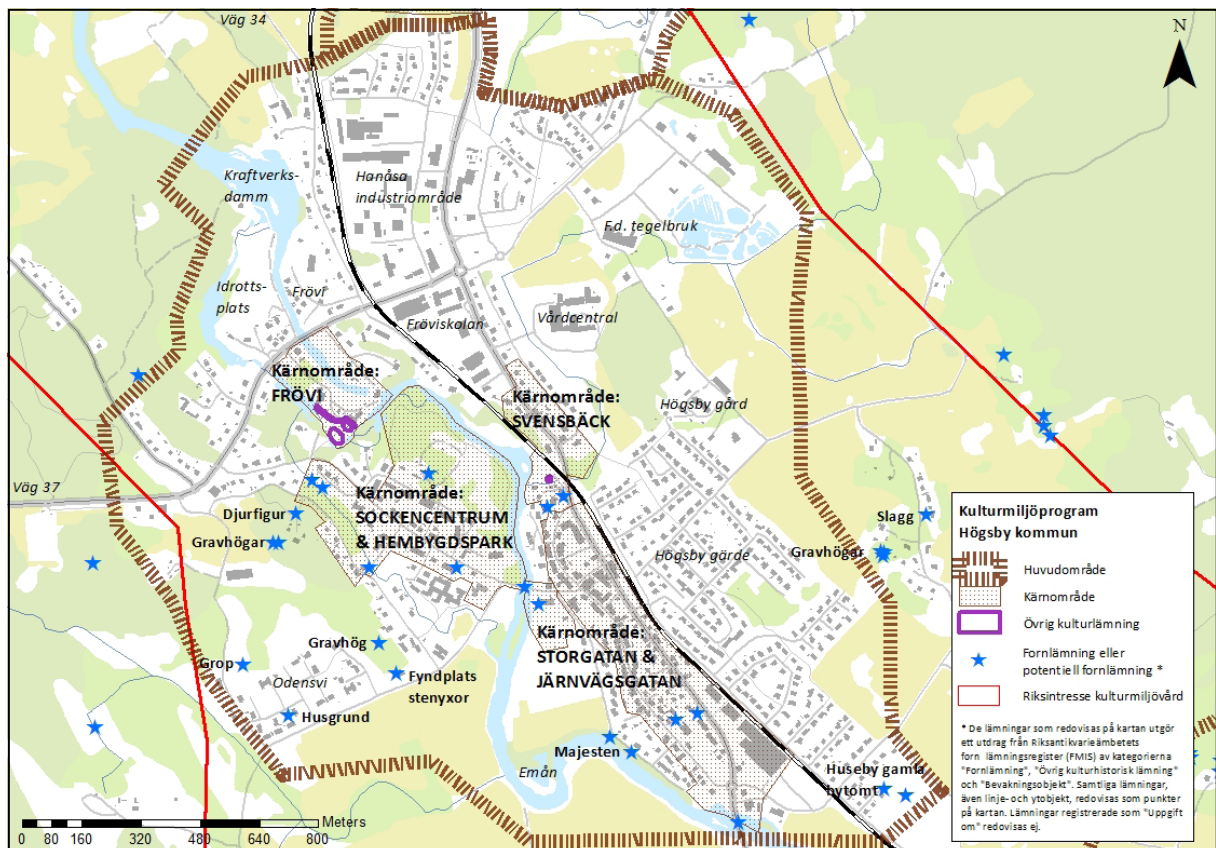 Väg 34
N
Kraftverks-
damm
Hanåsa
industriområde
F.d. tegelbruk
Idrotts-
plats
Frövi
Fröviskolan
Vårdcentral
Kärnområde:
FRÖVI
Kärnområde:
SVENSBÄCK
Högsby gård
Väg 37
Kärnområde:
SOCKENCENTRUM
& HEMBYGDSPARK
Djurfigur
Gravhögar
Slagg
Gravhögar
Högsby gärde
Gravhög
Grop
Odensvi
Fyndplats
stenyxor
Husgrund
Kärnområde:
STORGATAN &
JÄRNVÄGSGATAN
Majesten
Emån
Huseby gamla
bytomt
Kulturmiljöprogram
Högsby kommun
Huvudområde
Kärnområde
Övrig kulturlämning
Fornlämning eller
potentiell fornlämning *
Riksintresse kulturmiljövård
* De lämningar som redovisas på kartan utgör
ett utdrag från Riksantikvarieämbetets
forn lämningsregister (FMIS) av kategorierna
"Fornlämning", "Övrig kulturhistorisk lämning"
och "Bevakningsobjekt". Samtliga lämningar,
även linje- och ytobjekt, redovisas som punkter
på kartan. Lämningar registrerade som "Uppgift
om" redovisas ej.
0 80 160 320 480 640 800 Meters